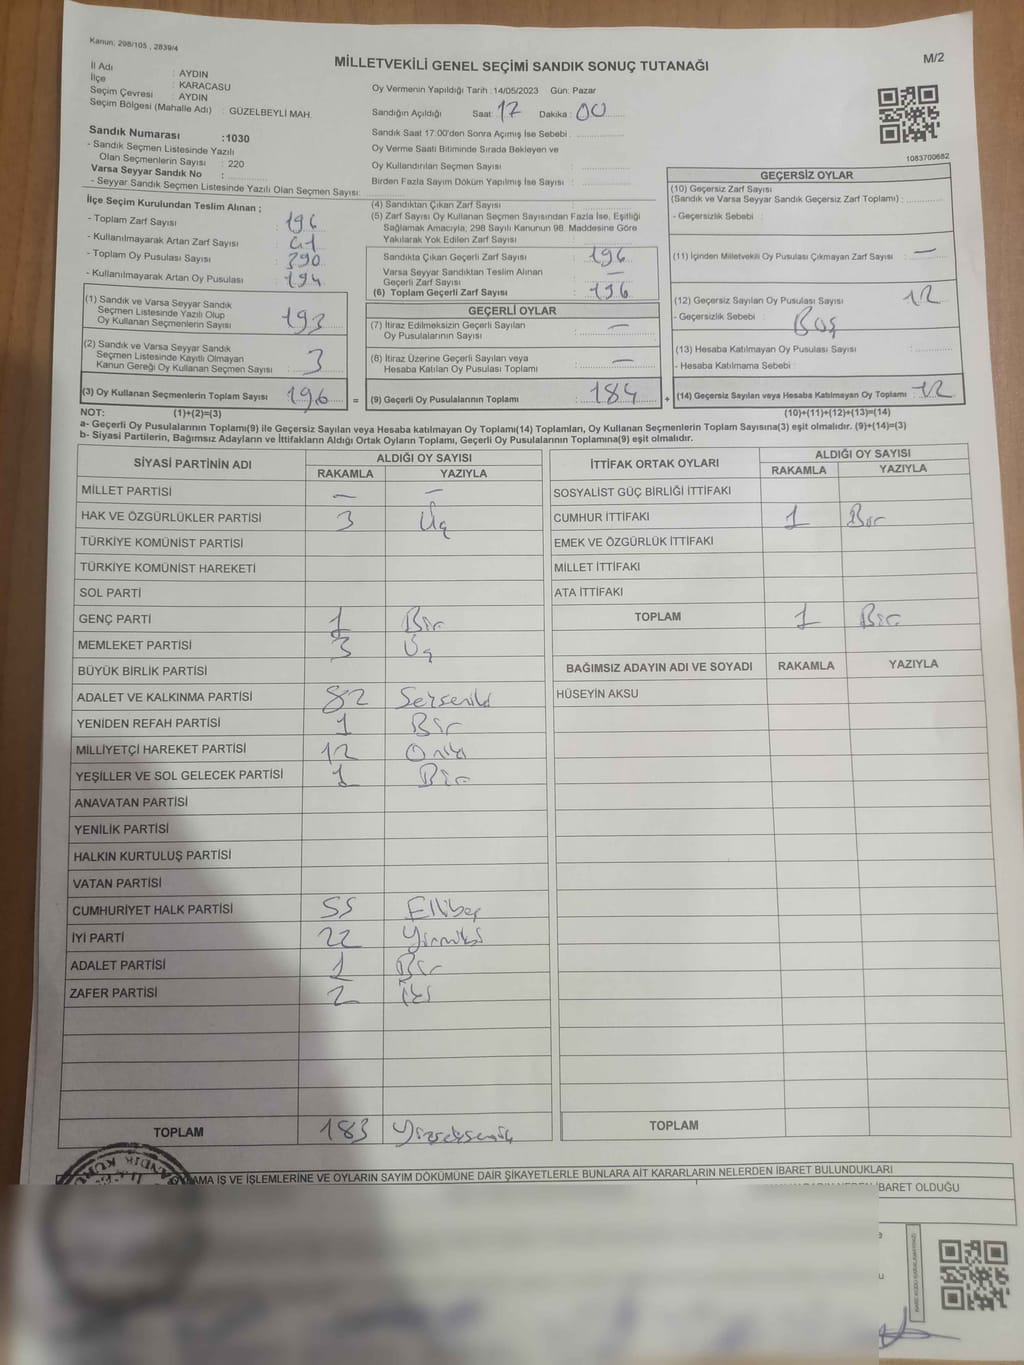 Kanun, 298/105 , 2839/4
MİLLETVEKİLİ GENEL SEÇİMİ SANDIK SONUÇ TUTANAĞI
M/2
İl Adı : AYDIN
İlçe : KARACASU
Seçim Çevresi : AYDIN
Seçim Bölgesi (Mahalle Adı) : GÜZELBEYLİ MAH.
Sandık Numarası :1030
- Sandık Seçmen Listesinde Yazılı
Olan Seçmenlerin Sayısı : 220
Varsa Seyyar Sandık No :
- Seyyar Sandık Seçmen Listesinde Yazılı Olan Seçmen Sayısı:
Oy Vermenin Yapıldığı Tarih :14/05/2023 Gün: Pazar
Sandığın Açıldığı Saat: 17 Dakika: 00
Sandık Saat 17.00'den Sonra Açımış İse Sebebi :
Oy Verme Saati Bitiminde Sırada Bekleyen ve
Oy Kullandırılan Seçmen Sayısı :
Birden Fazla Sayım Döküm Yapılmış İse Sayısı :
1083700682
İlçe Seçim Kurulundan Teslim Alınan ;
- Toplam Zarf Sayısı : 196
- Kullanılmayarak Artan Zarf Sayısı :
- Toplam Oy Pusulası Sayısı : 390
- Kullanılmayarak Artan Oy Pusulası : 194
(1) Sandık ve Varsa Seyyar Sandık
Seçmen Listesinde Yazılı Olup
Oy Kullanan Seçmenlerin Sayısı : 193
(2) Sandık ve Varsa Seyyar Sandık
Seçmen Listesinde Kayıtlı Olmayan
Kanun Gereği Oy Kullanan Seçmen Sayısı : 3
(3) Oy Kullanan Seçmenlerin Toplam Sayısı : 196 =
(4) Sandıktan Çıkan Zarf Sayısı :
(5) Zarf Sayısı Oy Kullanan Seçmen Sayısından Fazla İse, Eşitliği
Sağlamak Amacıyla, 298 Sayılı Kanunun 98. Maddesine Göre
Yakılarak Yok Edilen Zarf Sayısı :
Sandıkta Çıkan Geçerli Zarf Sayısı : 196
Varsa Seyyar Sandıktan Teslim Alınan
Geçerli Zarf Sayısı : —
(6) Toplam Geçerli Zarf Sayısı : 196
GEÇERLİ OYLAR
(7) İtiraz Edilmeksizin Geçerli Sayılan
Oy Pusulalarının Sayısı : —
(8) İtiraz Üzerine Geçerli Sayılan veya
Hesaba Katılan Oy Pusulası Toplamı : —
(9) Geçerli Oy Pusulalarının Toplamı : 184 +
GEÇERSİZ OYLAR
(10) Geçersiz Zarf Sayısı
(Sandık ve Varsa Seyyar Sandık Geçersiz Zarf Toplamı) :
- Geçersizlik Sebebi :
(11) İçinden Milletvekili Oy Pusulası Çıkmayan Zarf Sayısı : —
(12) Geçersiz Sayılan Oy Pusulası Sayısı : 12
- Geçersizlik Sebebi : Boş
(13) Hesaba Katılmayan Oy Pusulası Sayısı :
- Hesaba Katılmama Sebebi :
(14) Geçersiz Sayılan veya Hesaba Katılmayan Oy Toplamı : 12
NOT: (1)+(2)=(3) (10)+(11)+(12)+(13)=(14)
a- Geçerli Oy Pusulalarının Toplamı(9) ile Geçersiz Sayılan veya Hesaba katılmayan Oy Toplamı(14) Toplamları, Oy Kullanan Seçmenlerin Toplam Sayısına(3) eşit olmalıdır. (9)+(14)=(3)
b- Siyasi Partilerin, Bağımsız Adayların ve İttifakların Aldığı Ortak Oyların Toplamı, Geçerli Oy Pusulalarının Toplamına(9) eşit olmalıdır.
SİYASİ PARTİNİN ADI ALDIĞI OY SAYISI
RAKAMLA YAZIYLA
MİLLET PARTİSİ — —
HAK VE ÖZGÜRLÜKLER PARTİSİ 3 Üç
TÜRKİYE KOMÜNİST PARTİSİ
TÜRKİYE KOMÜNİST HAREKETİ
SOL PARTİ
GENÇ PARTİ 1 Bir
MEMLEKET PARTİSİ 3 Üç
BÜYÜK BİRLİK PARTİSİ
ADALET VE KALKINMA PARTİSİ 82
YENİDEN REFAH PARTİSİ 1 Bir
MİLLİYETÇİ HAREKET PARTİSİ 12 Oniki
YEŞİLLER VE SOL GELECEK PARTİSİ 1 Bir
ANAVATAN PARTİSİ
YENİLİK PARTİSİ
HALKIN KURTULUŞ PARTİSİ
VATAN PARTİSİ
CUMHURİYET HALK PARTİSİ 55 Ellibeş
İYİ PARTİ 22
ADALET PARTİSİ 1 Bir
ZAFER PARTİSİ 2 İki
TOPLAM 183
İTTİFAK ORTAK OYLARI ALDIĞI OY SAYISI
RAKAMLA YAZIYLA
SOSYALİST GÜÇ BİRLİĞİ İTTİFAKI
CUMHUR İTTİFAKI 1 Bir
EMEK VE ÖZGÜRLÜK İTTİFAKI
MİLLET İTTİFAKI
ATA İTTİFAKI
TOPLAM 1 Bir
BAĞIMSIZ ADAYIN ADI VE SOYADI RAKAMLA YAZIYLA
HÜSEYİN AKSU
TOPLAM
AMA İŞ VE İŞLEMLERİNE VE OYLARIN SAYIM DÖKÜMÜNE DAİR ŞİKAYETLERLE BUNLARA AİT KARARLARIN NELERDEN İBARET BULUNDUKLARI
İBARET OLDUĞU